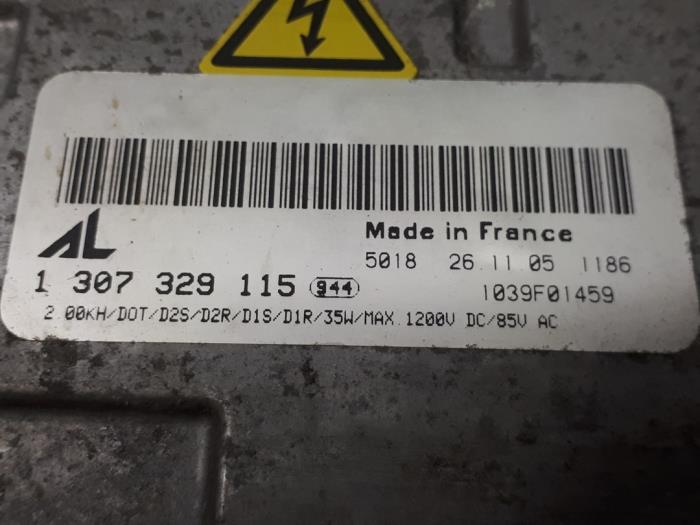 AL
Made in France
5018 26.11.05 1186
1 307 329 115 944
1039F01459
2.00KH/DOT/D2S/D2R/D1S/D1R/35W/MAX.1200V DC/85V AC